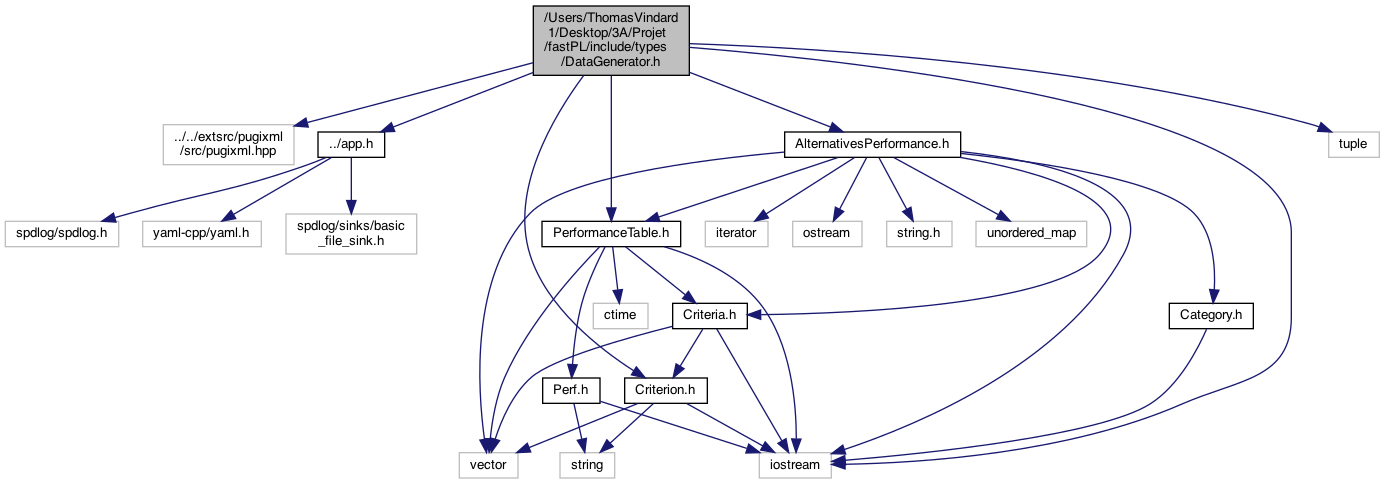 /Users/ThomasVindard
1/Desktop/3A/Projet
/fastPL/include/types
/DataGenerator.h
../../extsrc/pugixml
/src/pugixml.hpp
../app.h
AlternativesPerformance.h
tuple
spdlog/spdlog.h
yaml-cpp/yaml.h
spdlog/sinks/basic
_file_sink.h
PerformanceTable.h
iterator
ostream
string.h
unordered_map
ctime
Criteria.h
Category.h
Perf.h
Criterion.h
vector
string
iostream